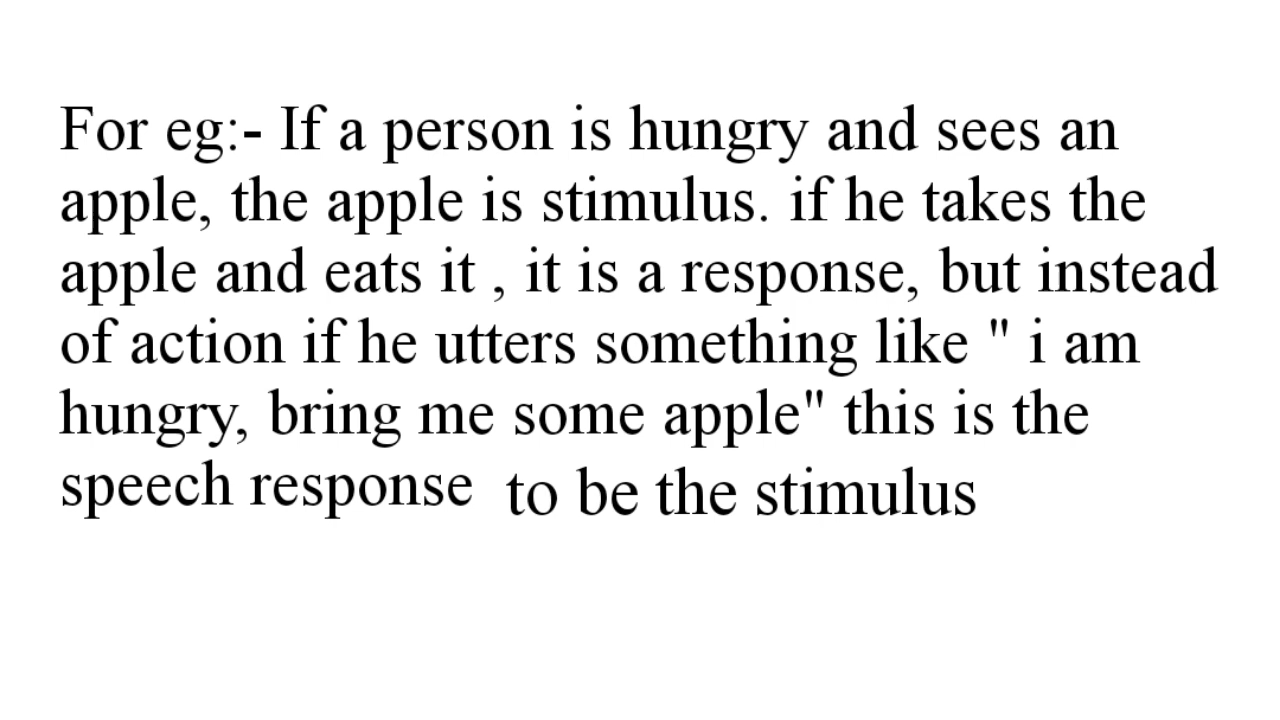 For eg:- If a person is hungry and sees an
apple, the apple is stimulus. if he takes the
apple and eats it , it is a response, but instead
of action if he utters something like " i am
hungry, bring me some apple" this is the
speech response to be the stimulus